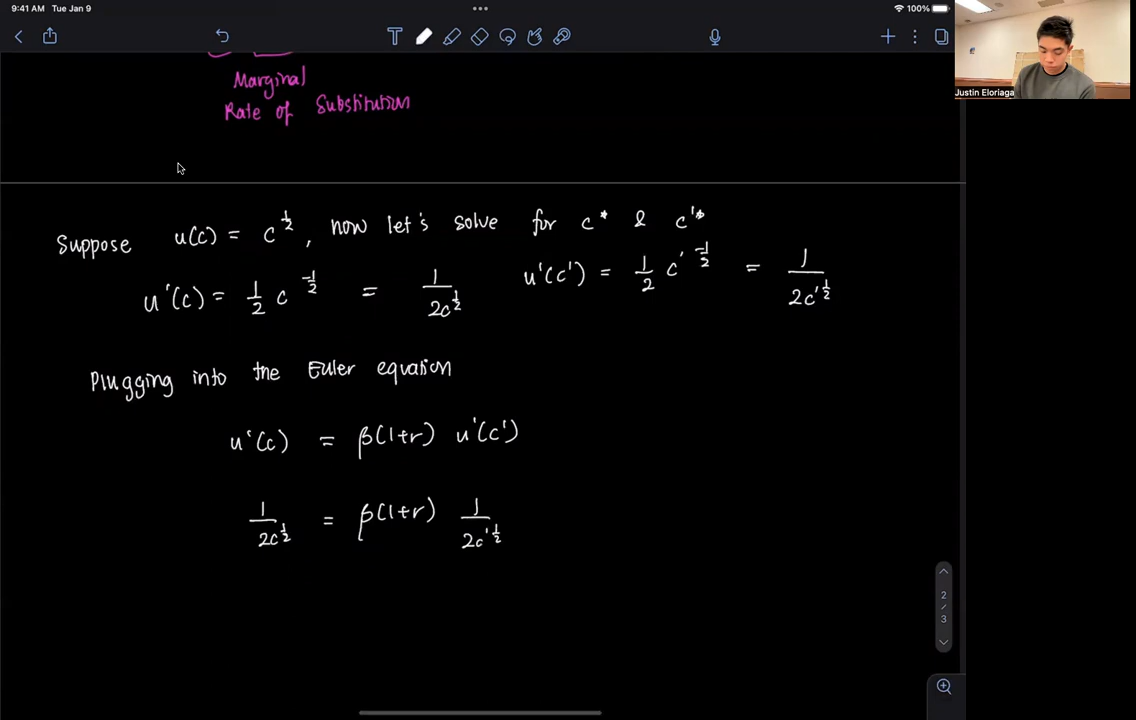 9:41 AM Tue Jan 9
100%
Justin Eloriaga
Marginal
Rate of Substitution
Suppose u(c) = c^{1/2}, now let's solve for c* & c'*
u'(c) = 1/2 c^{-1/2} = 1/(2c^{1/2}) u'(c') = 1/2 c'^{-1/2} = 1/(2c'^{1/2})
Plugging into the Euler equation
u'(c) = β(1+r) u'(c')
1/(2c^{1/2}) = β(1+r) 1/(2c'^{1/2})
2
/
3